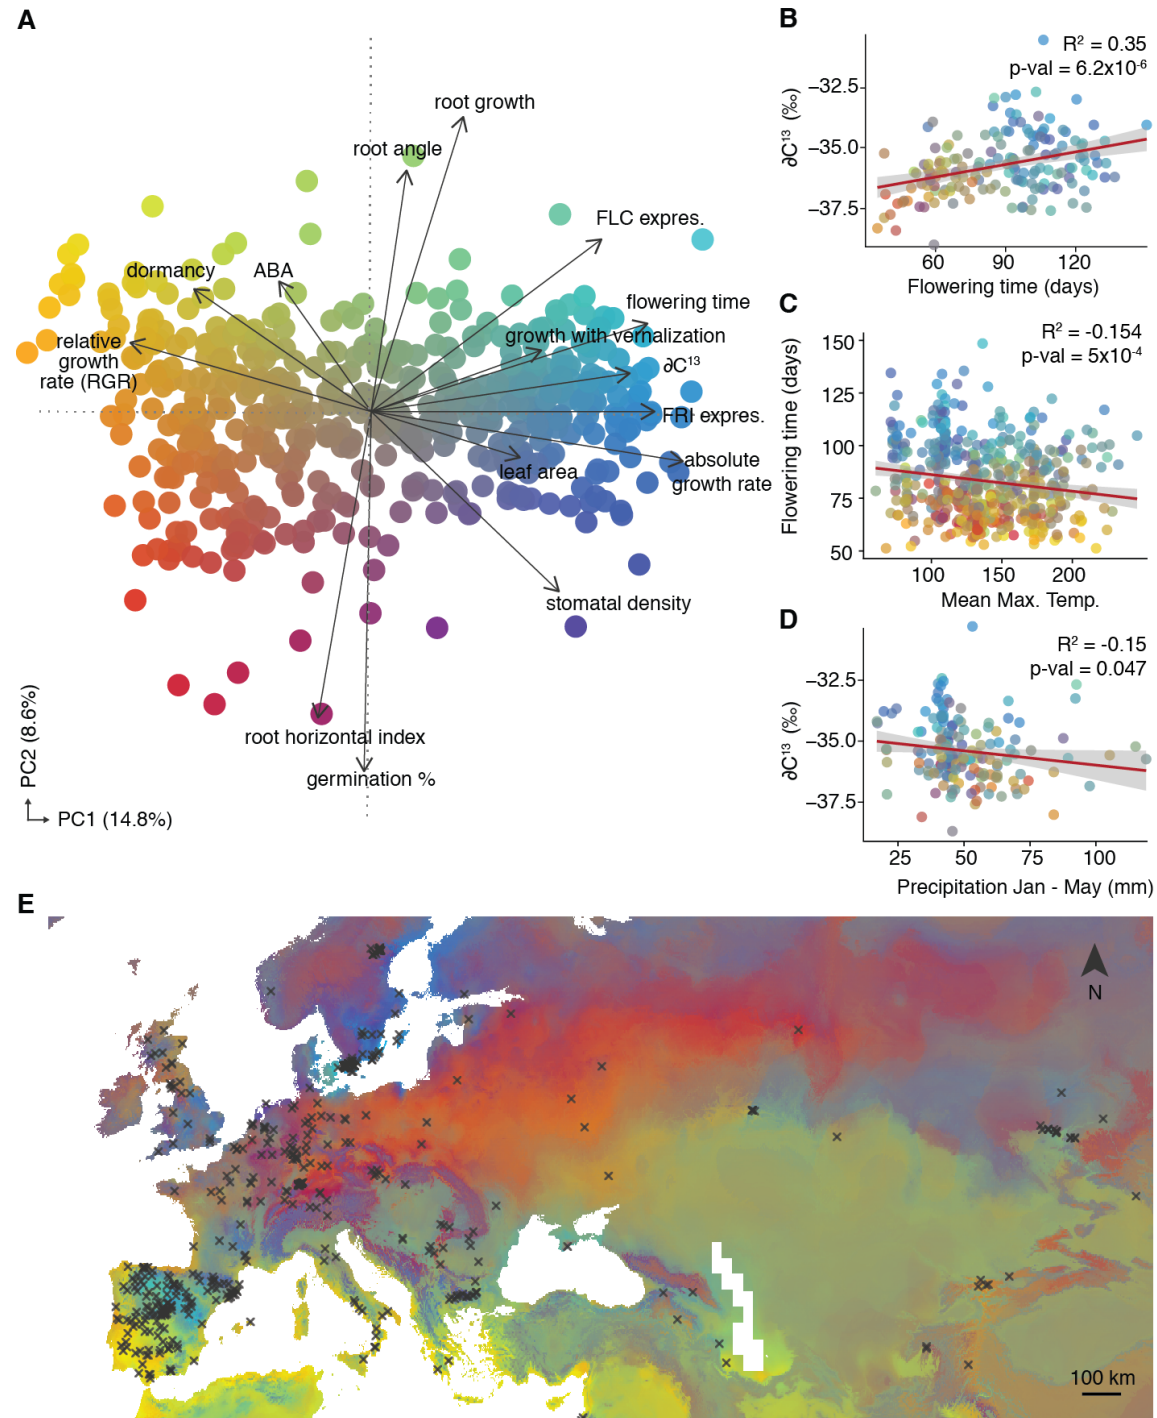 A
root growth
root angle
FLC expres.
dormancy
ABA
flowering time
growth with vernalization
relative
growth
rate (RGR)
∂C¹³
FRI expres.
absolute
growth rate
leaf area
stomatal density
root horizontal index
germination %
PC2 (8.6%)
PC1 (14.8%)
B
R² = 0.35
p-val = 6.2x10⁻⁶
∂C¹³ (‰)
−32.5
−35.0
−37.5
60 90 120
Flowering time (days)
C
R² = -0.154
p-val = 5x10⁻⁴
Flowering time (days)
150
125
100
75
50
100 150 200
Mean Max. Temp.
D
R² = -0.15
p-val = 0.047
∂C¹³ (‰)
−32.5
−35.0
−37.5
25 50 75 100
Precipitation Jan - May (mm)
E
N
100 km